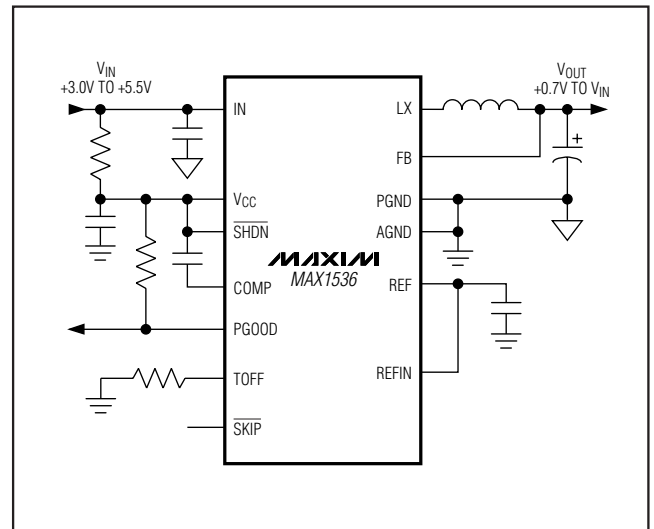 VIN
+3.0V TO +5.5V
VOUT
+0.7V TO VIN
IN
LX
FB
VCC
PGND
SHDN
AGND
MAXIM
MAX1536
COMP
REF
PGOOD
TOFF
REFIN
SKIP
+